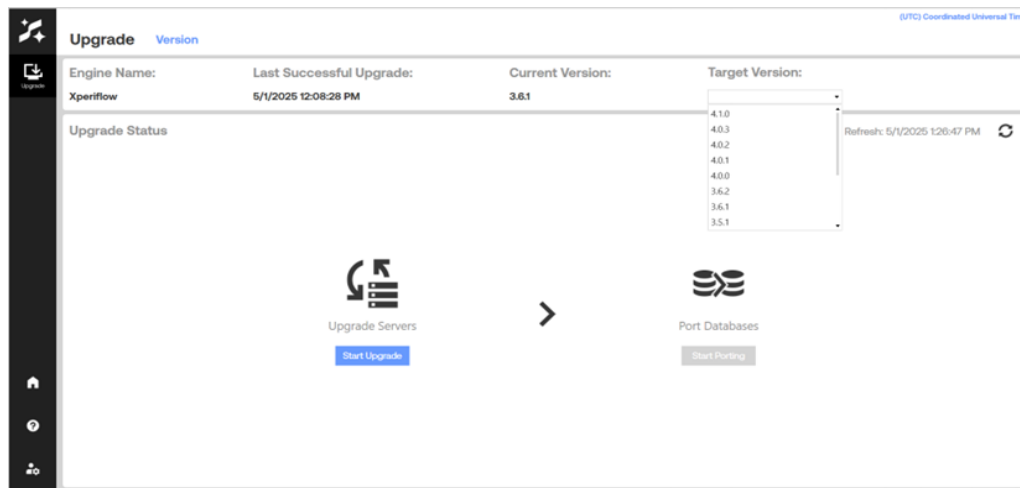 (UTC) Coordinated Universal Tim
Upgrade Version
Upgrade
Engine Name: Last Successful Upgrade: Current Version: Target Version:
Xperiflow 5/1/2025 12:08:28 PM 3.6.1
4.1.0
4.0.3
4.0.2
4.0.1
4.0.0
3.6.2
3.6.1
3.5.1
Upgrade Status
Refresh: 5/1/2025 1:26:47 PM
Upgrade Servers
Start Upgrade
Port Databases
Start Porting